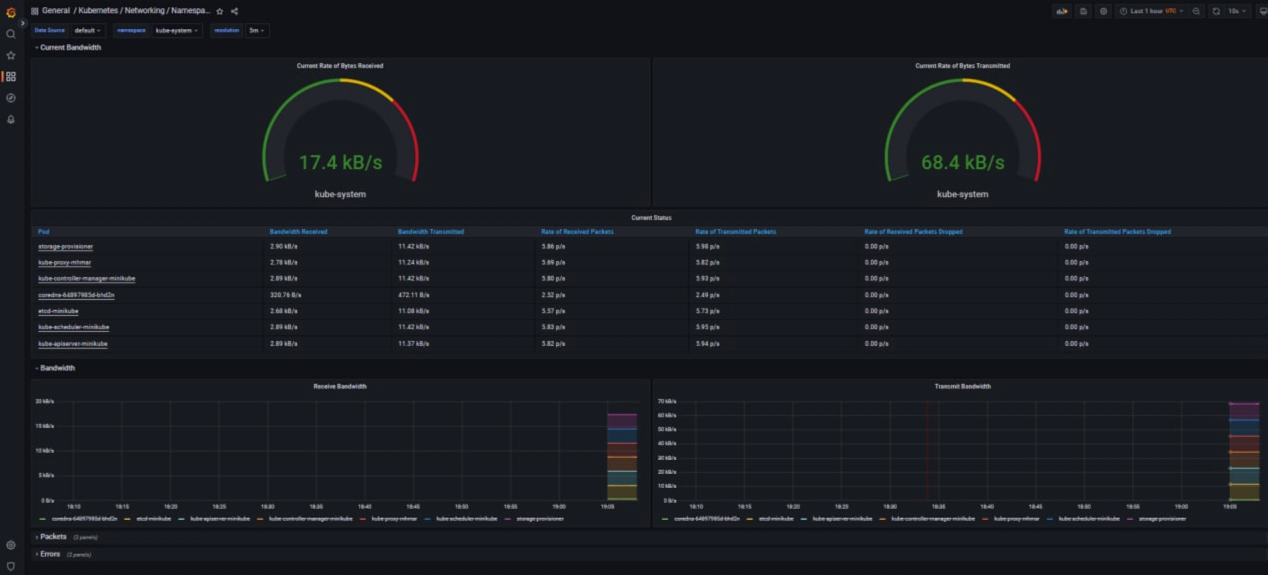 General / Kubernetes / Networking / Namespa...
Last 1 hour UTC
10s
Data Source default namespace kube-system resolution 5m
Current Bandwidth
Current Rate of Bytes Received
17.4 kB/s
kube-system
Current Rate of Bytes Transmitted
68.4 kB/s
kube-system
Current Status
Pod Bandwidth Received Bandwidth Transmitted Rate of Received Packets Rate of Transmitted Packets Rate of Received Packets Dropped Rate of Transmitted Packets Dropped
storage-provisioner 2.90 kB/s 11.42 kB/s 5.86 p/s 5.98 p/s 0.00 p/s 0.00 p/s
kube-proxy-mhmar 2.78 kB/s 11.24 kB/s 5.69 p/s 5.82 p/s 0.00 p/s 0.00 p/s
kube-controller-manager-minikube 2.89 kB/s 11.42 kB/s 5.80 p/s 5.93 p/s 0.00 p/s 0.00 p/s
coredns-64897985d-bhd2n 320.76 B/s 472.11 B/s 2.52 p/s 2.49 p/s 0.00 p/s 0.00 p/s
etcd-minikube 2.68 kB/s 11.08 kB/s 5.57 p/s 5.73 p/s 0.00 p/s 0.00 p/s
kube-scheduler-minikube 2.89 kB/s 11.42 kB/s 5.83 p/s 5.95 p/s 0.00 p/s 0.00 p/s
kube-apiserver-minikube 2.89 kB/s 11.37 kB/s 5.82 p/s 5.94 p/s 0.00 p/s 0.00 p/s
Bandwidth
Receive Bandwidth
20 kB/s
15 kB/s
10 kB/s
5 kB/s
0 B/s
18:10 18:15 18:20 18:25 18:30 18:35 18:40 18:45 18:50 18:55 19:00 19:05
coredns-64897985d-bhd2n etcd-minikube kube-apiserver-minikube kube-controller-manager-minikube kube-proxy-mhmar kube-scheduler-minikube storage-provisioner
Transmit Bandwidth
70 kB/s
60 kB/s
50 kB/s
40 kB/s
30 kB/s
20 kB/s
10 kB/s
0 B/s
18:10 18:15 18:20 18:25 18:30 18:35 18:40 18:45 18:50 18:55 19:00 19:05
coredns-64897985d-bhd2n etcd-minikube kube-apiserver-minikube kube-controller-manager-minikube kube-proxy-mhmar kube-scheduler-minikube storage-provisioner
Packets (2 panels)
Errors (2 panels)